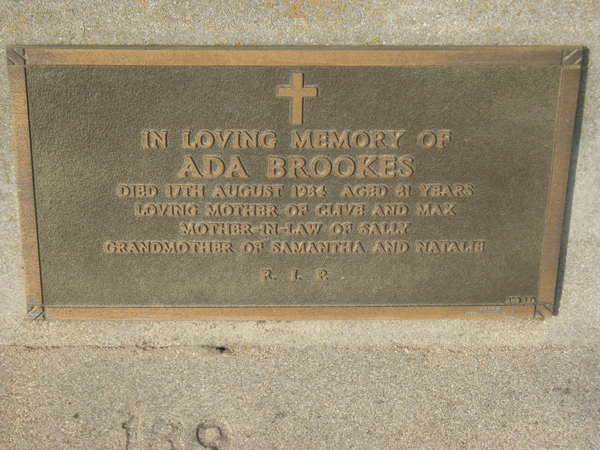 IN LOVING MEMORY OF
ADA BROOKES
DIED 17TH AUGUST 1984 AGED 81 YEARS
LOVING MOTHER OF CLIVE AND MAX
MOTHER-IN-LAW OF SALLY
GRANDMOTHER OF SAMANTHA AND NATALIE
R. I. P.